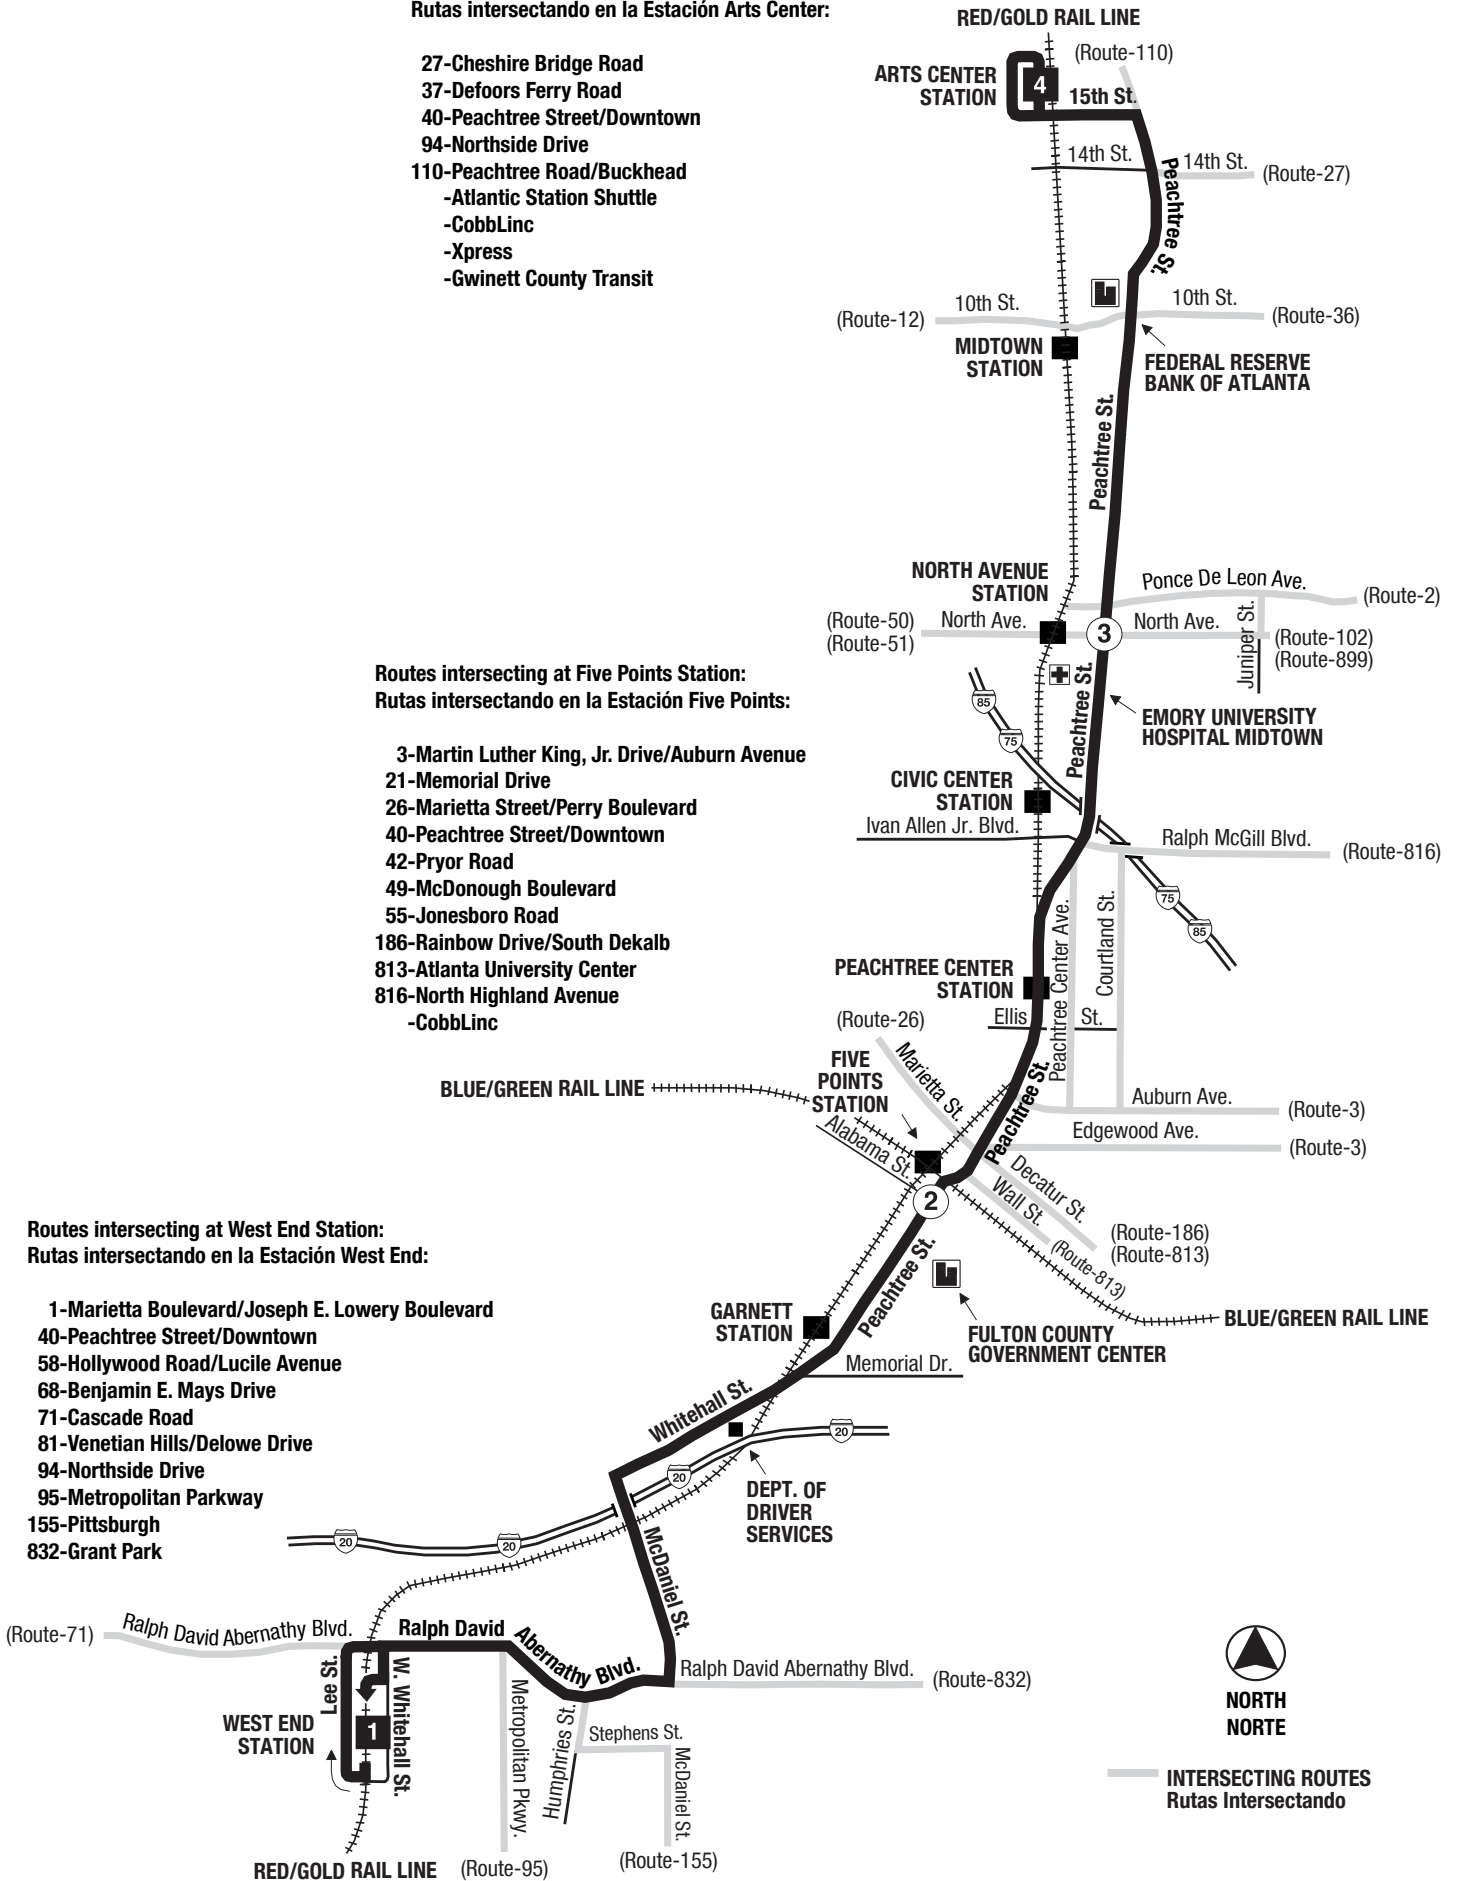 Rutas intersectando en la Estación Arts Center:
27-Cheshire Bridge Road
37-Defoors Ferry Road
40-Peachtree Street/Downtown
94-Northside Drive
110-Peachtree Road/Buckhead
-Atlantic Station Shuttle
-CobbLinc
-Xpress
-Gwinett County Transit
RED/GOLD RAIL LINE
(Route-110)
ARTS CENTER
STATION
4
15th St.
14th St.
14th St.
(Route-27)
Peachtree St.
10th St.
10th St.
(Route-12)
(Route-36)
MIDTOWN
STATION
FEDERAL RESERVE
BANK OF ATLANTA
Peachtree St.
NORTH AVENUE
STATION
Ponce De Leon Ave.
(Route-2)
(Route-50)
(Route-51)
North Ave.
3
North Ave.
Juniper St.
(Route-102)
(Route-899)
Peachtree St.
85
75
EMORY UNIVERSITY
HOSPITAL MIDTOWN
Routes intersecting at Five Points Station:
Rutas intersectando en la Estación Five Points:
3-Martin Luther King, Jr. Drive/Auburn Avenue
21-Memorial Drive
26-Marietta Street/Perry Boulevard
40-Peachtree Street/Downtown
42-Pryor Road
49-McDonough Boulevard
55-Jonesboro Road
186-Rainbow Drive/South Dekalb
813-Atlanta University Center
816-North Highland Avenue
-CobbLinc
CIVIC CENTER
STATION
Ivan Allen Jr. Blvd.
Ralph McGill Blvd.
(Route-816)
75
85
Peachtree Center Ave.
Courtland St.
PEACHTREE CENTER
STATION
Ellis
St.
(Route-26)
Marietta St.
FIVE
POINTS
STATION
BLUE/GREEN RAIL LINE
Alabama St.
Peachtree St.
Auburn Ave.
(Route-3)
Edgewood Ave.
(Route-3)
Decatur St.
Wall St.
2
(Route-186)
(Route-813)
(Route-813)
Peachtree St.
BLUE/GREEN RAIL LINE
GARNETT
STATION
FULTON COUNTY
GOVERNMENT CENTER
Memorial Dr.
Whitehall St.
20
20
DEPT. OF
DRIVER
SERVICES
Routes intersecting at West End Station:
Rutas intersectando en la Estación West End:
1-Marietta Boulevard/Joseph E. Lowery Boulevard
40-Peachtree Street/Downtown
58-Hollywood Road/Lucile Avenue
68-Benjamin E. Mays Drive
71-Cascade Road
81-Venetian Hills/Delowe Drive
94-Northside Drive
95-Metropolitan Parkway
155-Pittsburgh
832-Grant Park
20
20
McDaniel St.
(Route-71)
Ralph David Abernathy Blvd.
Ralph David
Abernathy Blvd.
Ralph David Abernathy Blvd.
(Route-832)
Lee St.
W. Whitehall St.
WEST END
STATION
1
Metropolitan Pkwy.
Humphries St.
Stephens St.
McDaniel St.
RED/GOLD RAIL LINE
(Route-95)
(Route-155)
NORTH
NORTE
INTERSECTING ROUTES
Rutas Intersectando